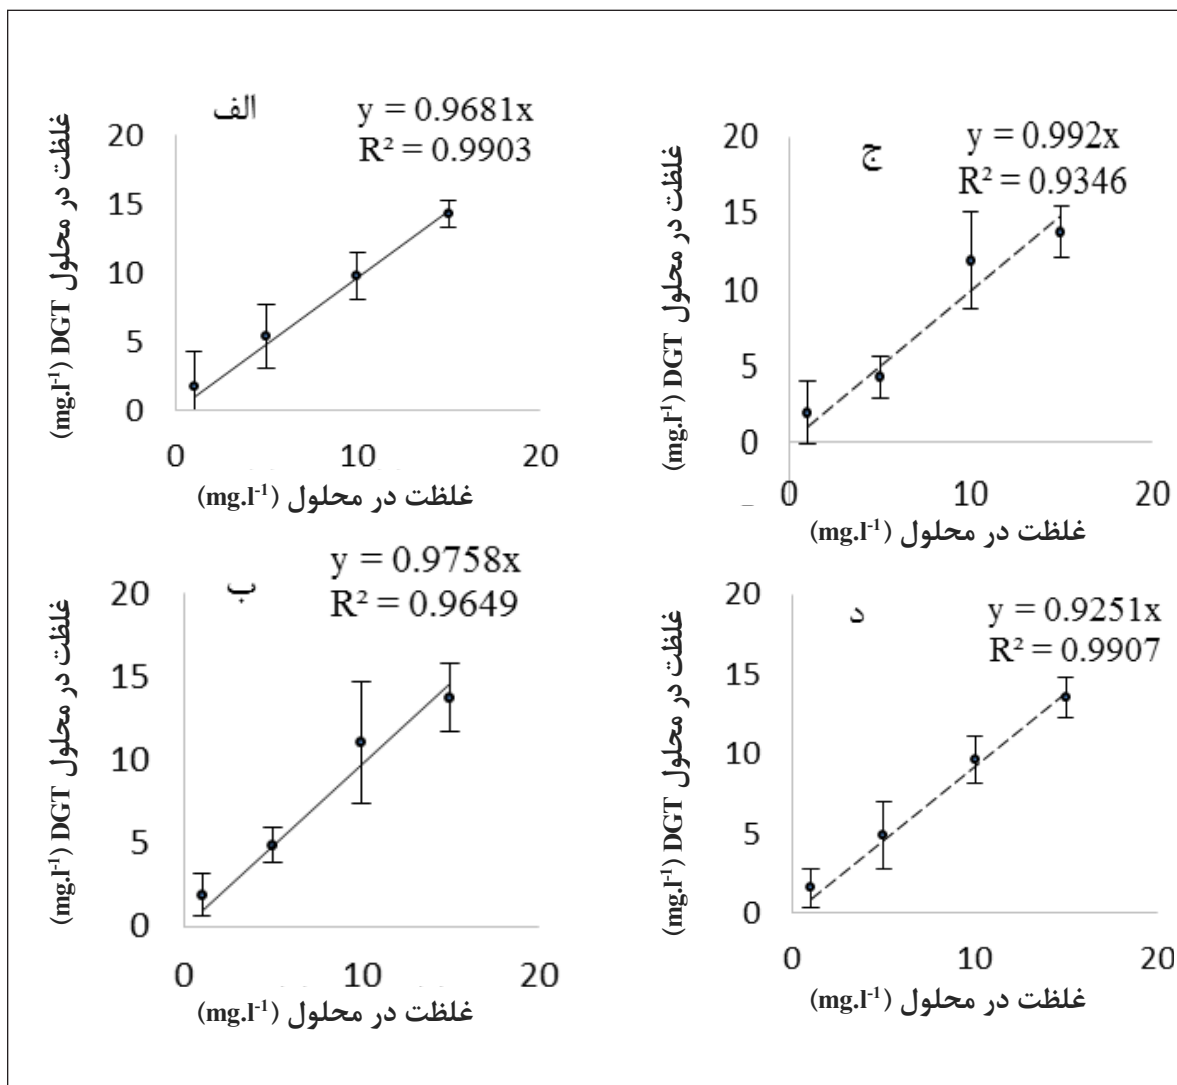 الف
y = 0.9681x
R² = 0.9903
غلظت در محلول DGT (mg.l⁻¹)
20
15
10
5
0
0 10 20
غلظت در محلول (mg.l⁻¹)
ج
y = 0.992x
R² = 0.9346
غلظت در محلول DGT (mg.l⁻¹)
20
15
10
5
0
0 10 20
غلظت در محلول (mg.l⁻¹)
ب
y = 0.9758x
R² = 0.9649
غلظت در محلول DGT (mg.l⁻¹)
20
15
10
5
0
0 10 20
غلظت در محلول (mg.l⁻¹)
د
y = 0.9251x
R² = 0.9907
غلظت در محلول DGT (mg.l⁻¹)
20
15
10
5
0
0 10 20
غلظت در محلول (mg.l⁻¹)